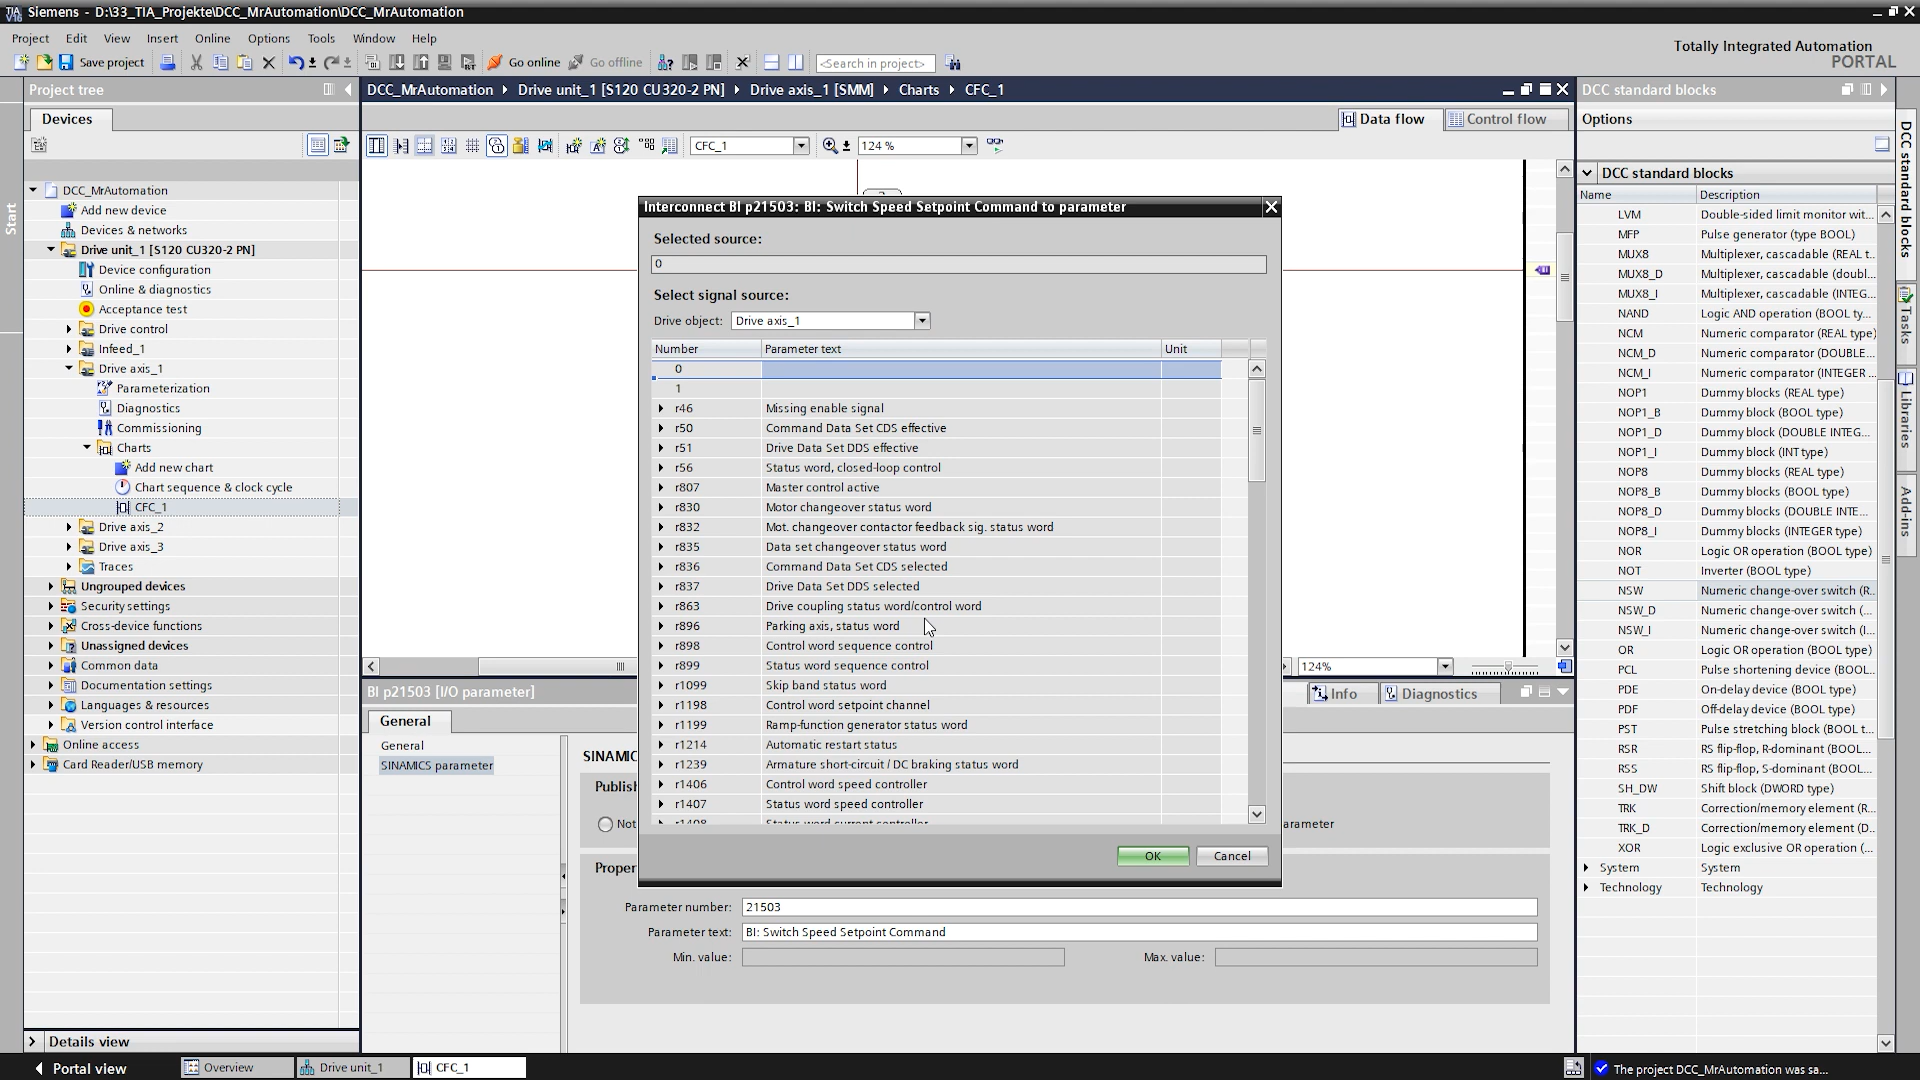 Siemens - D:\33_TIA_Projekte\DCC_MrAutomation\DCC_MrAutomation
Project Edit View Insert Online Options Tools Window Help
Totally Integrated Automation
PORTAL
Save project
Go online
Go offline
<Search in project>
Project tree
DCC_MrAutomation
Drive unit_1 [S120 CU320-2 PN]
Drive axis_1 [SMM]
Charts
CFC_1
DCC standard blocks
Devices
Data flow
Control flow
Options
CFC_1
124 %
Start
DCC_MrAutomation
Add new device
Devices & networks
Drive unit_1 [S120 CU320-2 PN]
Device configuration
Online & diagnostics
Acceptance test
Drive control
Infeed_1
Drive axis_1
Parameterization
Diagnostics
Commissioning
Charts
Add new chart
Chart sequence & clock cycle
CFC_1
Drive axis_2
Drive axis_3
Traces
Ungrouped devices
Security settings
Cross-device functions
Unassigned devices
Common data
Documentation settings
Languages & resources
Version control interface
Online access
Card Reader/USB memory
Details view
Interconnect BI p21503: BI: Switch Speed Setpoint Command to parameter
Selected source:
0
Select signal source:
Drive object: Drive axis_1
Number Parameter text Unit
0
1
r46 Missing enable signal
r50 Command Data Set CDS effective
r51 Drive Data Set DDS effective
r56 Status word, closed-loop control
r807 Master control active
r830 Motor changeover status word
r832 Mot. changeover contactor feedback sig. status word
r835 Data set changeover status word
r836 Command Data Set CDS selected
r837 Drive Data Set DDS selected
r863 Drive coupling status word/control word
r896 Parking axis, status word
r898 Control word sequence control
r899 Status word sequence control
r1099 Skip band status word
r1198 Control word setpoint channel
r1199 Ramp-function generator status word
r1214 Automatic restart status
r1239 Armature short-circuit / DC braking status word
r1406 Control word speed controller
r1407 Status word speed controller
r1408 Status word current controller
OK Cancel
124%
BI p21503 [I/O parameter]
Info
Diagnostics
General
General
SINAMICS parameter
SINAMIC
Publish
Not
arameter
Proper
Parameter number: 21503
Parameter text: BI: Switch Speed Setpoint Command
Min. value:
Max. value:
DCC standard blocks
Name Description
LVM Double-sided limit monitor wit...
MFP Pulse generator (type BOOL)
MUX8 Multiplexer, cascadable (REAL t...
MUX8_D Multiplexer, cascadable (doubl...
MUX8_I Multiplexer, cascadable (INTEG...
NAND Logic AND operation (BOOL ty...
NCM Numeric comparator (REAL type)
NCM_D Numeric comparator (DOUBLE...
NCM_I Numeric comparator (INTEGER ...
NOP1 Dummy blocks (REAL type)
NOP1_B Dummy block (BOOL type)
NOP1_D Dummy block (DOUBLE INTEG...
NOP1_I Dummy block (INT type)
NOP8 Dummy blocks (REAL type)
NOP8_B Dummy blocks (BOOL type)
NOP8_D Dummy blocks (DOUBLE INTE...
NOP8_I Dummy blocks (INTEGER type)
NOR Logic OR operation (BOOL type)
NOT Inverter (BOOL type)
NSW Numeric change-over switch (R...
NSW_D Numeric change-over switch (...
NSW_I Numeric change-over switch (I...
OR Logic OR operation (BOOL type)
PCL Pulse shortening device (BOOL...
PDE On-delay device (BOOL type)
PDF Off-delay device (BOOL type)
PST Pulse stretching block (BOOL t...
RSR RS flip-flop, R-dominant (BOOL...
RSS RS flip-flop, S-dominant (BOOL...
SH_DW Shift block (DWORD type)
TRK Correction/memory element (R...
TRK_D Correction/memory element (D...
XOR Logic exclusive OR operation (...
System System
Technology Technology
DCC standard blocks
Tasks
Libraries
Add-ins
Portal view
Overview
Drive unit_1
CFC_1
The project DCC_MrAutomation was sa...